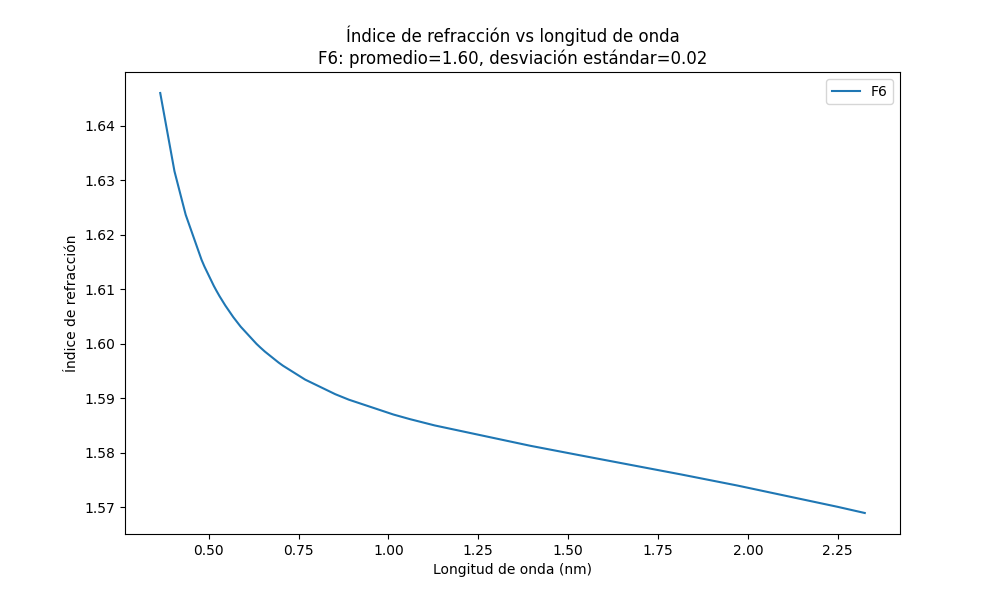 Índice de refracción vs longitud de onda
F6: promedio=1.60, desviación estándar=0.02
F6
Índice de refracción
1.64
1.63
1.62
1.61
1.60
1.59
1.58
1.57
0.50 0.75 1.00 1.25 1.50 1.75 2.00 2.25
Longitud de onda (nm)